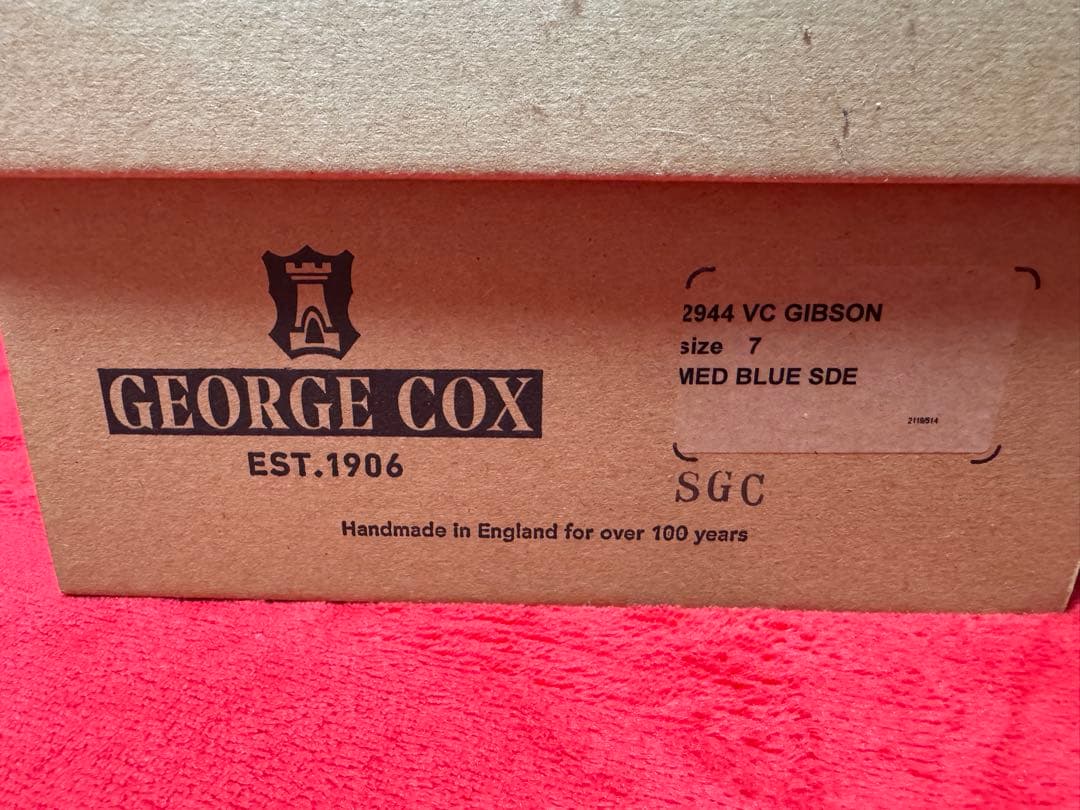 GEORGE COX
EST.1906
Handmade in England for over 100 years
2944 VC GIBSON
size 7
MED BLUE SDE
2119/514
SGC